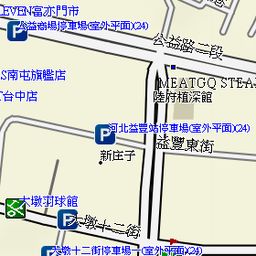 LEVEN富亦門市
公益商場停車場(室外平面)(24)
公益路二段
S南屯旗艦店
台中店
MEATGQ STEA
陸府植深館
河北益豐站停車場(室外平面)(24)
益豐東街
新庄子
大墩羽球館
大墩十二街
墩十二街停車場一(室外平面)(24)